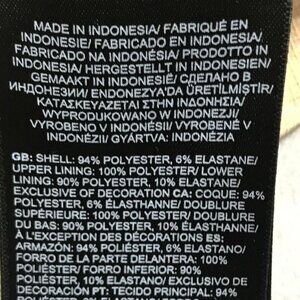 MADE IN INDONESIA/ FABRIQUÉ EN
INDONESIE/ FABRICADO EN INDONESIA/
FABRICADO NA INDONÉSIA/ PRODOTTO IN
INDONESIA/ HERGESTELLT IN INDONESIEN/
GEMAAKT IN INDONESIË/ СДЕЛАНО В
ИНДОНЕЗИИ/ ENDONEZYA'DA ÜRETİLMİŞTİR/
ΚΑΤΑΣΚΕΥΑΖΕΤΑΙ ΣΤΗΝ ΙΝΔΟΝΗΣΙΑ/
WYPRODUKOWANO W INDONEZJI/
VYROBENO V INDONÉSII/ VYROBENÉ V
INDONÉZII/ GYÁRTVA: INDONÉZIA
GB: SHELL: 94% POLYESTER, 6% ELASTANE/
UPPER LINING: 100% POLYESTER/ LOWER
LINING: 90% POLYESTER, 10% ELASTANE/
EXCLUSIVE OF DECORATION CA: COQUE: 94%
POLYESTER, 6% ÉLASTHANNE/ DOUBLURE
SUPÉRIEURE: 100% POLYESTER/ DOUBLURE
DU BAS: 90% POLYESTER, 10% ÉLASTHANNE/
À L'EXCEPTION DES DÉCORATIONS ES:
ARMAZÓN: 94% POLIÉSTER, 6% ELASTANO/
FORRO DE LA PARTE DELANTERA: 100%
POLIÉSTER/ FORRO INFERIOR: 90%
POLIÉSTER, 10% ELASTANO/ EXCLUSIVO DE
DECORACIÓN PT: TECIDO PRINCIPAL: 94%